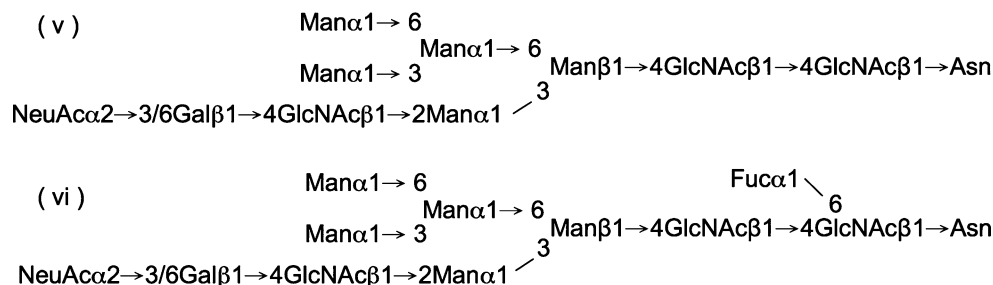 ( v ) Manα1→ 6
Manα1→ 6
Manα1→ 3
Manβ1→4GlcNAcβ1→4GlcNAcβ1→Asn
3
NeuAcα2→3/6Galβ1→4GlcNAcβ1→2Manα1
Fucα1
( vi ) Manα1→ 6
6
Manα1→ 6
Manα1→ 3
Manβ1→4GlcNAcβ1→4GlcNAcβ1→Asn
3
NeuAcα2→3/6Galβ1→4GlcNAcβ1→2Manα1